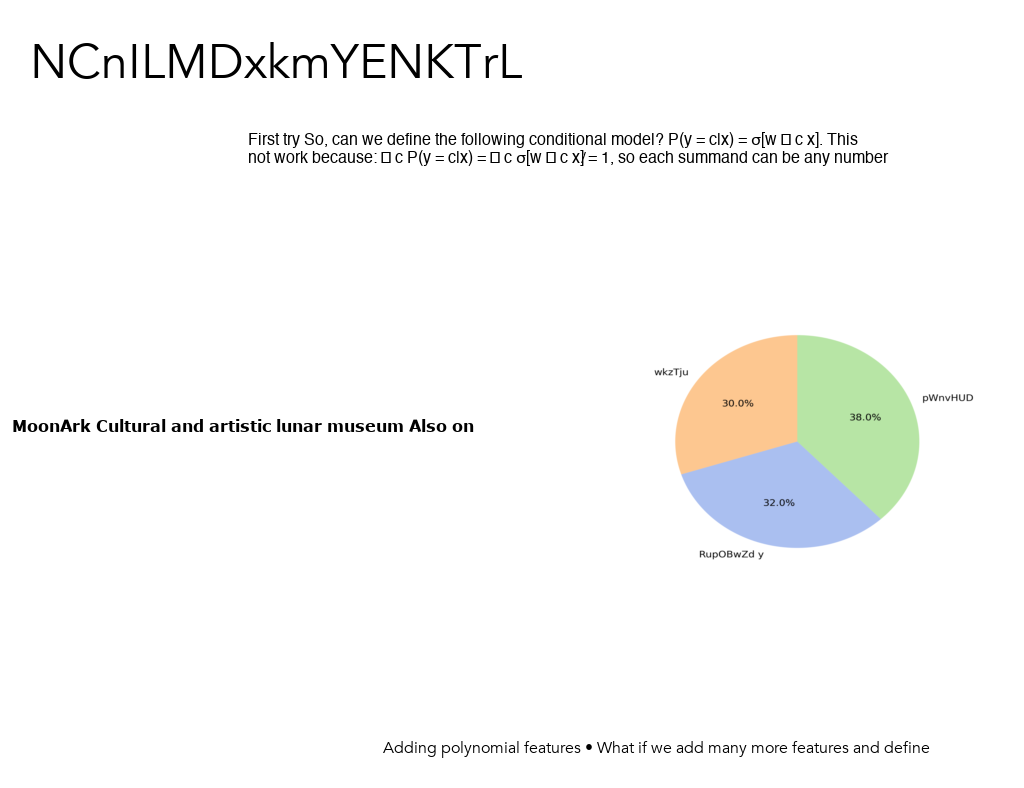 NCnILMDxkmYENKTrL
First try So, can we define the following conditional model? P(y = c|x) = σ[w □ c x]. This
not work because: □ c P(y = c|x) = □ c σ[w □ c x]≠ 1, so each summand can be any number
wkzTju
30.0%
pWnvHUD
38.0%
MoonArk Cultural and artistic lunar museum Also on
32.0%
RupOBwZd y
Adding polynomial features • What if we add many more features and define